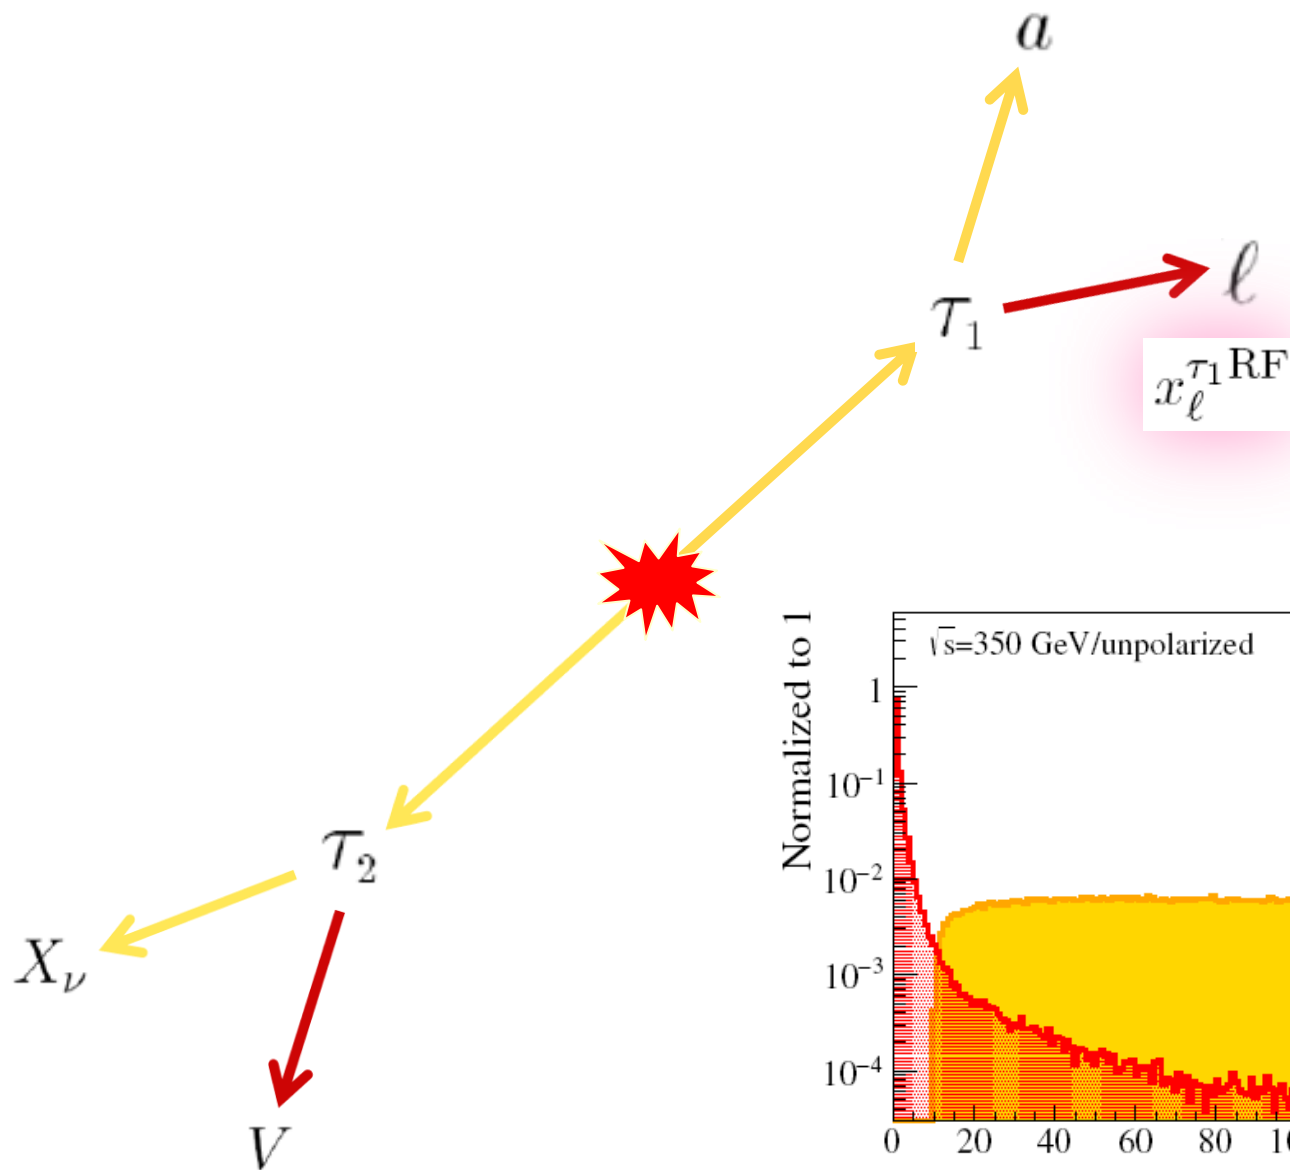 a
ℓ
τ₁
x_ℓ^{τ₁ RF}
τ₂
X_ν
V
Normalized to 1
√s=350 GeV/unpolarized
1
10⁻¹
10⁻²
10⁻³
10⁻⁴
0 20 40 60 80